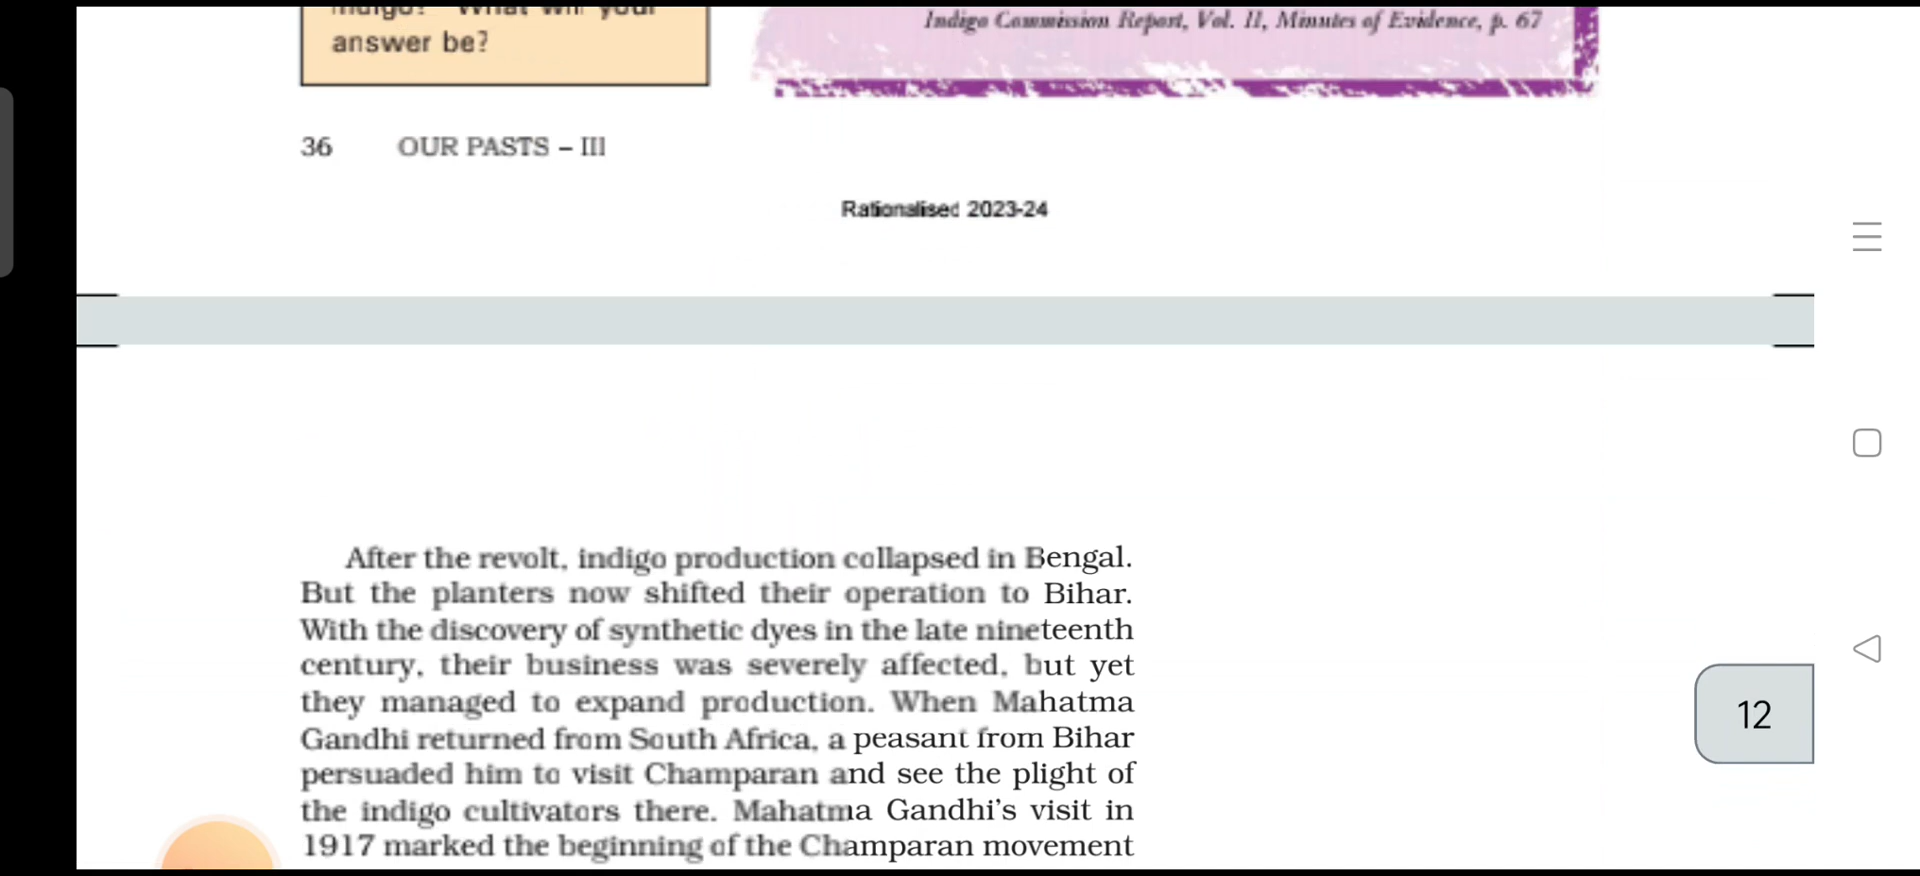 indigo? What will your
answer be?
Indigo Commission Report, Vol. II, Minutes of Evidence, p. 67
36 OUR PASTS – III
Rationalised 2023-24
After the revolt, indigo production collapsed in Bengal.
But the planters now shifted their operation to Bihar.
With the discovery of synthetic dyes in the late nineteenth
century, their business was severely affected, but yet
they managed to expand production. When Mahatma
Gandhi returned from South Africa, a peasant from Bihar
persuaded him to visit Champaran and see the plight of
the indigo cultivators there. Mahatma Gandhi’s visit in
1917 marked the beginning of the Champaran movement
12